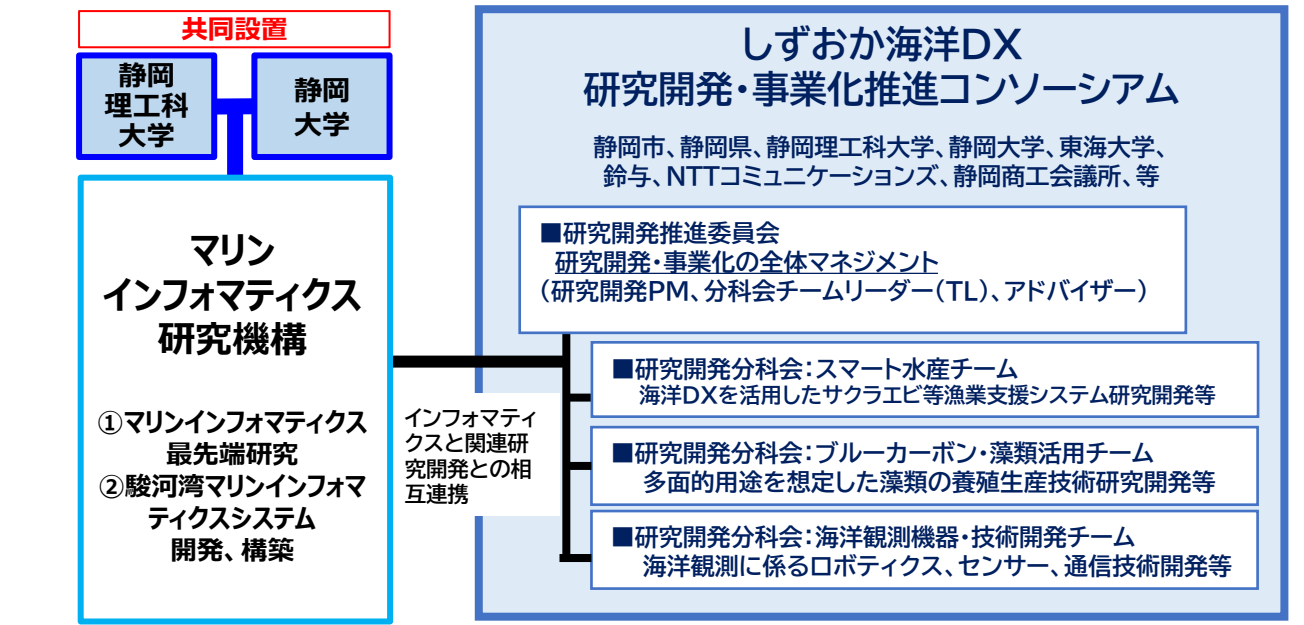 共同設置
静岡
理工科
大学
静岡
大学
マリン
インフォマティクス
研究機構
①マリンインフォマティクス
最先端研究
②駿河湾マリンインフォマ
ティクスシステム
開発、構築
インフォマティ
クスと関連研
究開発との相
互連携
しずおか海洋DX
研究開発・事業化推進コンソーシアム
静岡市、静岡県、静岡理工科大学、静岡大学、東海大学、
鈴与、NTTコミュニケーションズ、静岡商工会議所、等
■研究開発推進委員会
研究開発・事業化の全体マネジメント
（研究開発PM、分科会チームリーダー（TL）、アドバイザー）
■研究開発分科会：スマート水産チーム
海洋DXを活用したサクラエビ等漁業支援システム研究開発等
■研究開発分科会：ブルーカーボン・藻類活用チーム
多面的用途を想定した藻類の養殖生産技術研究開発等
■研究開発分科会：海洋観測機器・技術開発チーム
海洋観測に係るロボティクス、センサー、通信技術開発等